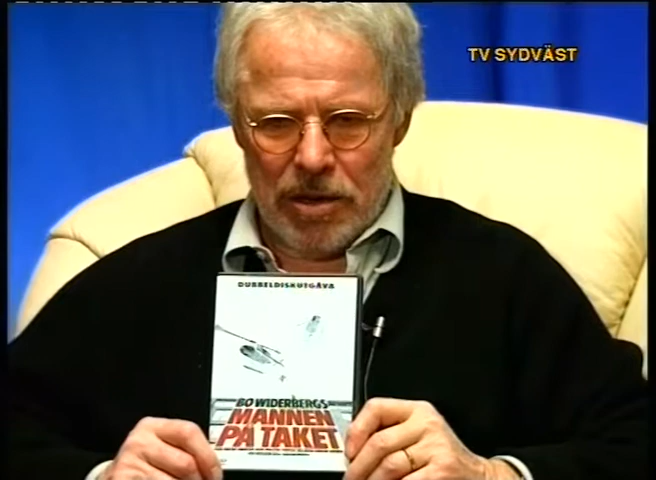 TV SYDVÄST
DUBBELDISKUTGÅVA
BO WIDERBERGS
MANNEN
PÅ TAKET